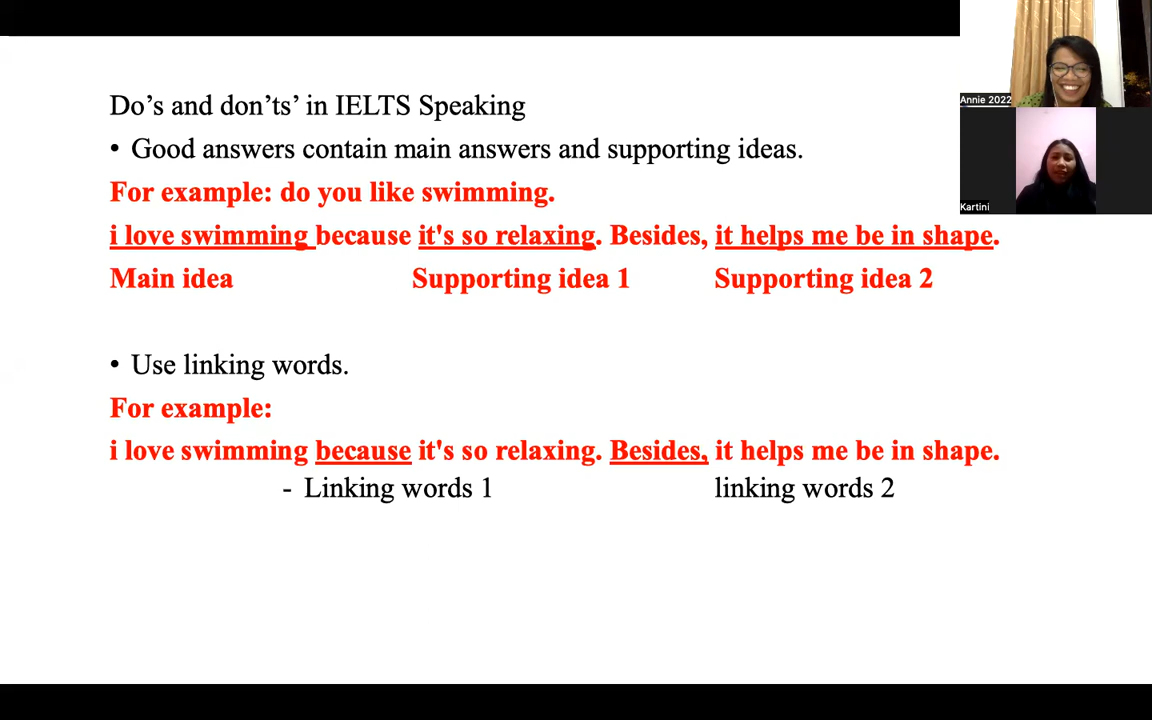 Annie 2022
Kartini
Do's and don'ts' in IELTS Speaking
• Good answers contain main answers and supporting ideas.
For example: do you like swimming.
i love swimming because it's so relaxing. Besides, it helps me be in shape.
Main idea Supporting idea 1 Supporting idea 2
• Use linking words.
For example:
i love swimming because it's so relaxing. Besides, it helps me be in shape.
- Linking words 1 linking words 2